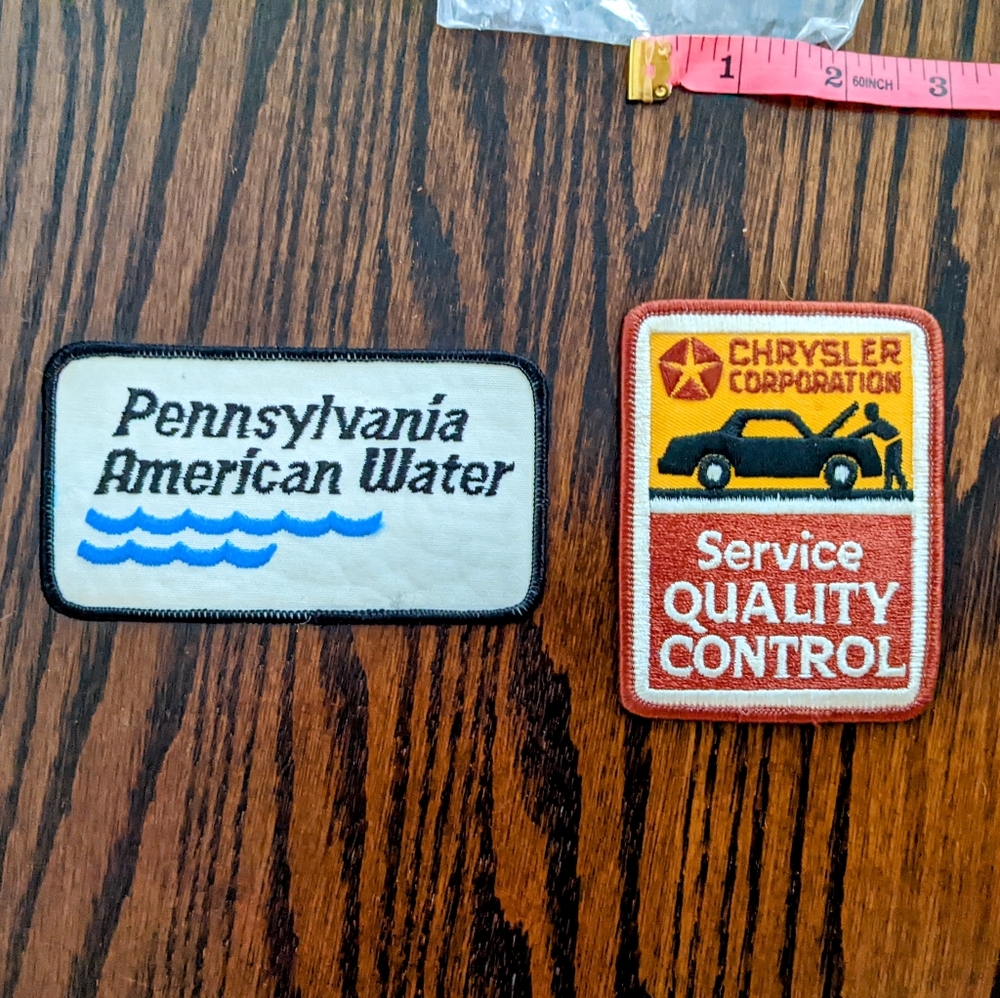 1 2 60INCH 3
Pennsylvania
American Water
CHRYSLER
CORPORATION
Service
QUALITY
CONTROL